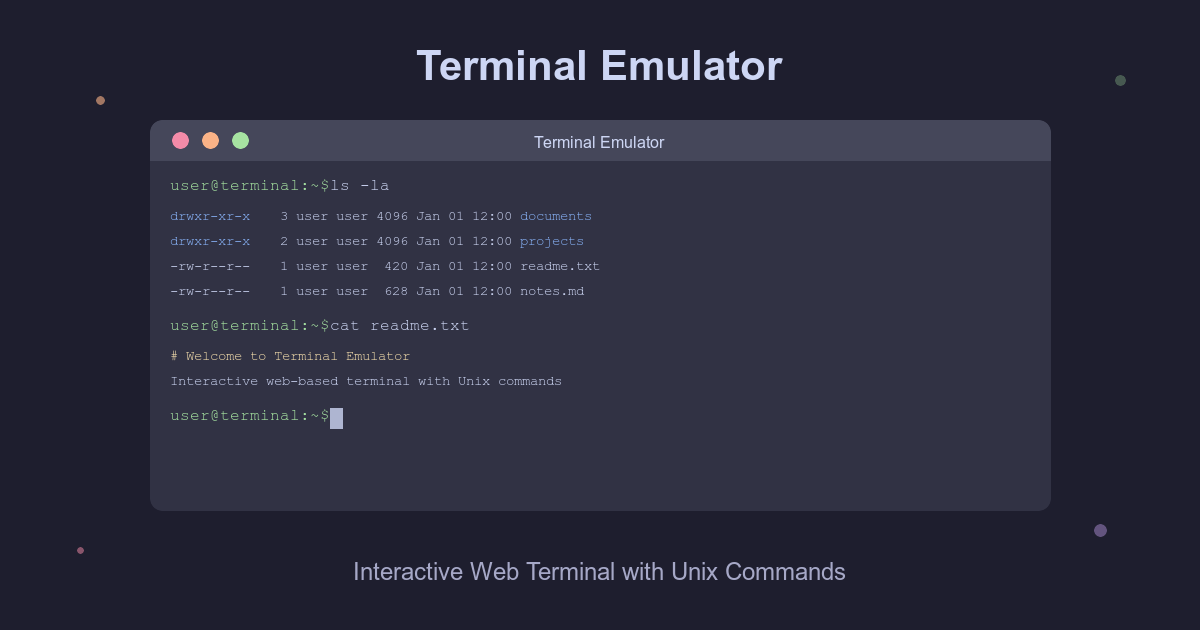 Terminal Emulator
Terminal Emulator
user@terminal:~$ls -la
drwxr-xr-x 3 user user 4096 Jan 01 12:00 documents
drwxr-xr-x 2 user user 4096 Jan 01 12:00 projects
-rw-r--r-- 1 user user 420 Jan 01 12:00 readme.txt
-rw-r--r-- 1 user user 628 Jan 01 12:00 notes.md
user@terminal:~$cat readme.txt
# Welcome to Terminal Emulator
Interactive web-based terminal with Unix commands
user@terminal:~$
Interactive Web Terminal with Unix Commands